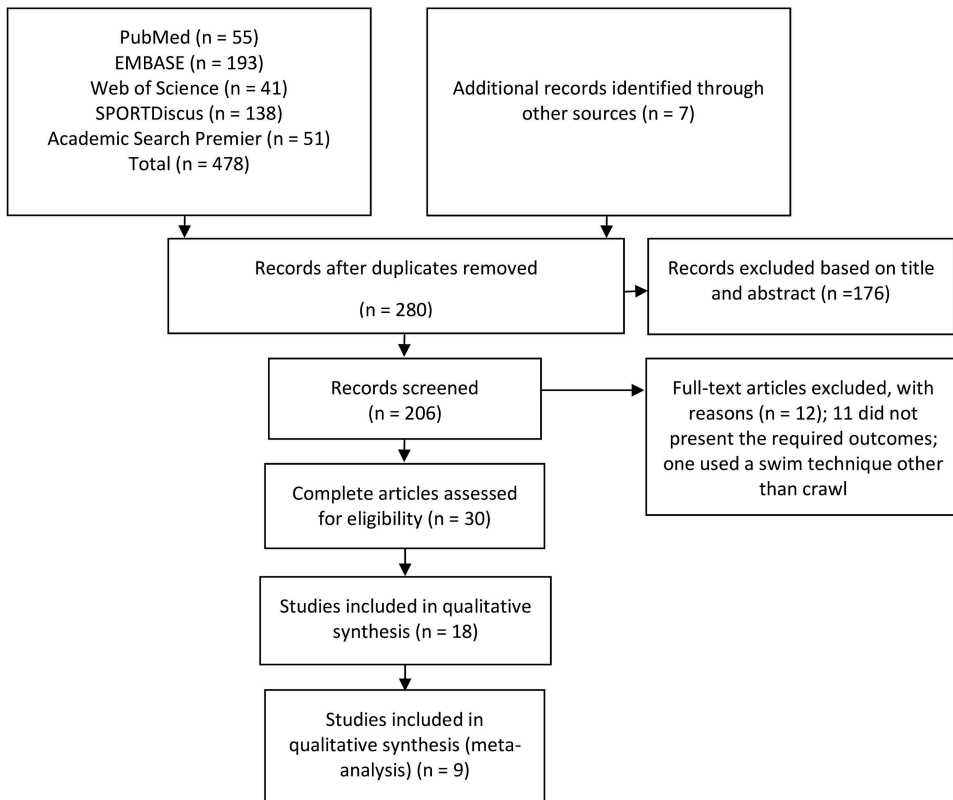 PubMed (n = 55)
EMBASE (n = 193)
Web of Science (n = 41)
SPORTDiscus (n = 138)
Academic Search Premier (n = 51)
Total (n = 478)
Additional records identified through
other sources (n = 7)
Records after duplicates removed
(n = 280)
Records excluded based on title
and abstract (n =176)
Records screened
(n = 206)
Full-text articles excluded, with
reasons (n = 12); 11 did not
present the required outcomes;
one used a swim technique other
than crawl
Complete articles assessed
for eligibility (n = 30)
Studies included in qualitative
synthesis (n = 18)
Studies included in
qualitative synthesis (meta-
analysis) (n = 9)